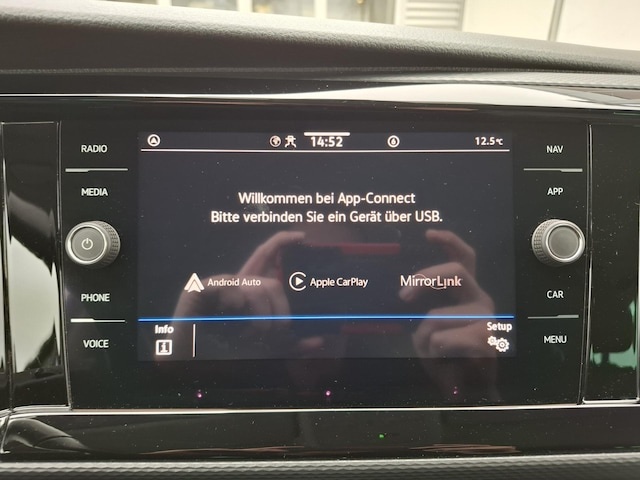 RADIO
MEDIA
PHONE
VOICE
14:52
12.5°C
Willkommen bei App-Connect
Bitte verbinden Sie ein Gerät über USB.
Android Auto
Apple CarPlay
MirrorLink
Info
Setup
NAV
APP
CAR
MENU